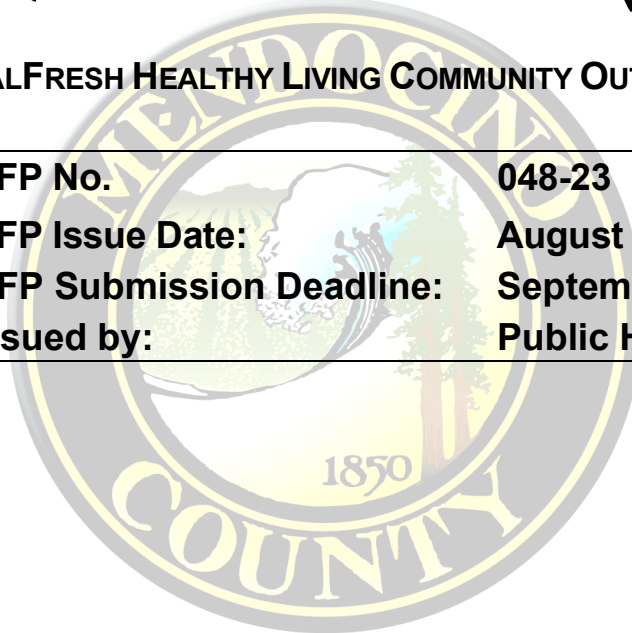 ALFRESH HEALTHY LIVING COMMUNITY OUT
FP No. 048-23
FP Issue Date: August
FP Submission Deadline: Septem
sued by: Public H
MENDOCINO
1850
COUNTY